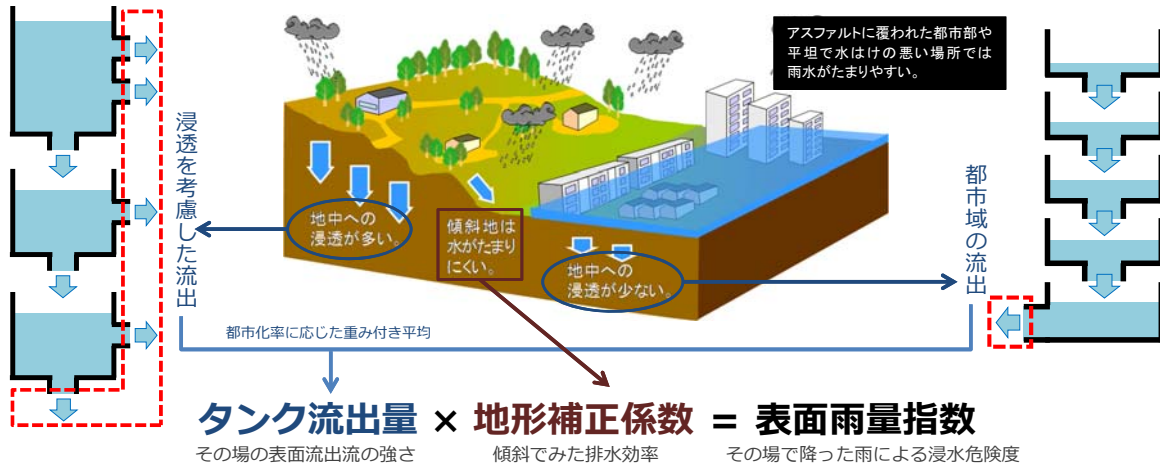 アスファルトに覆われた都市部や
平坦で水はけの悪い場所では
雨水がたまりやすい。
浸透を考慮した流出
地中への
浸透が多い。
傾斜地は
水がたまり
にくい。
地中への
浸透が少ない。
都市域の流出
都市化率に応じた重み付き平均
タンク流出量 × 地形補正係数 = 表面雨量指数
その場の表面流出流の強さ 傾斜でみた排水効率 その場で降った雨による浸水危険度